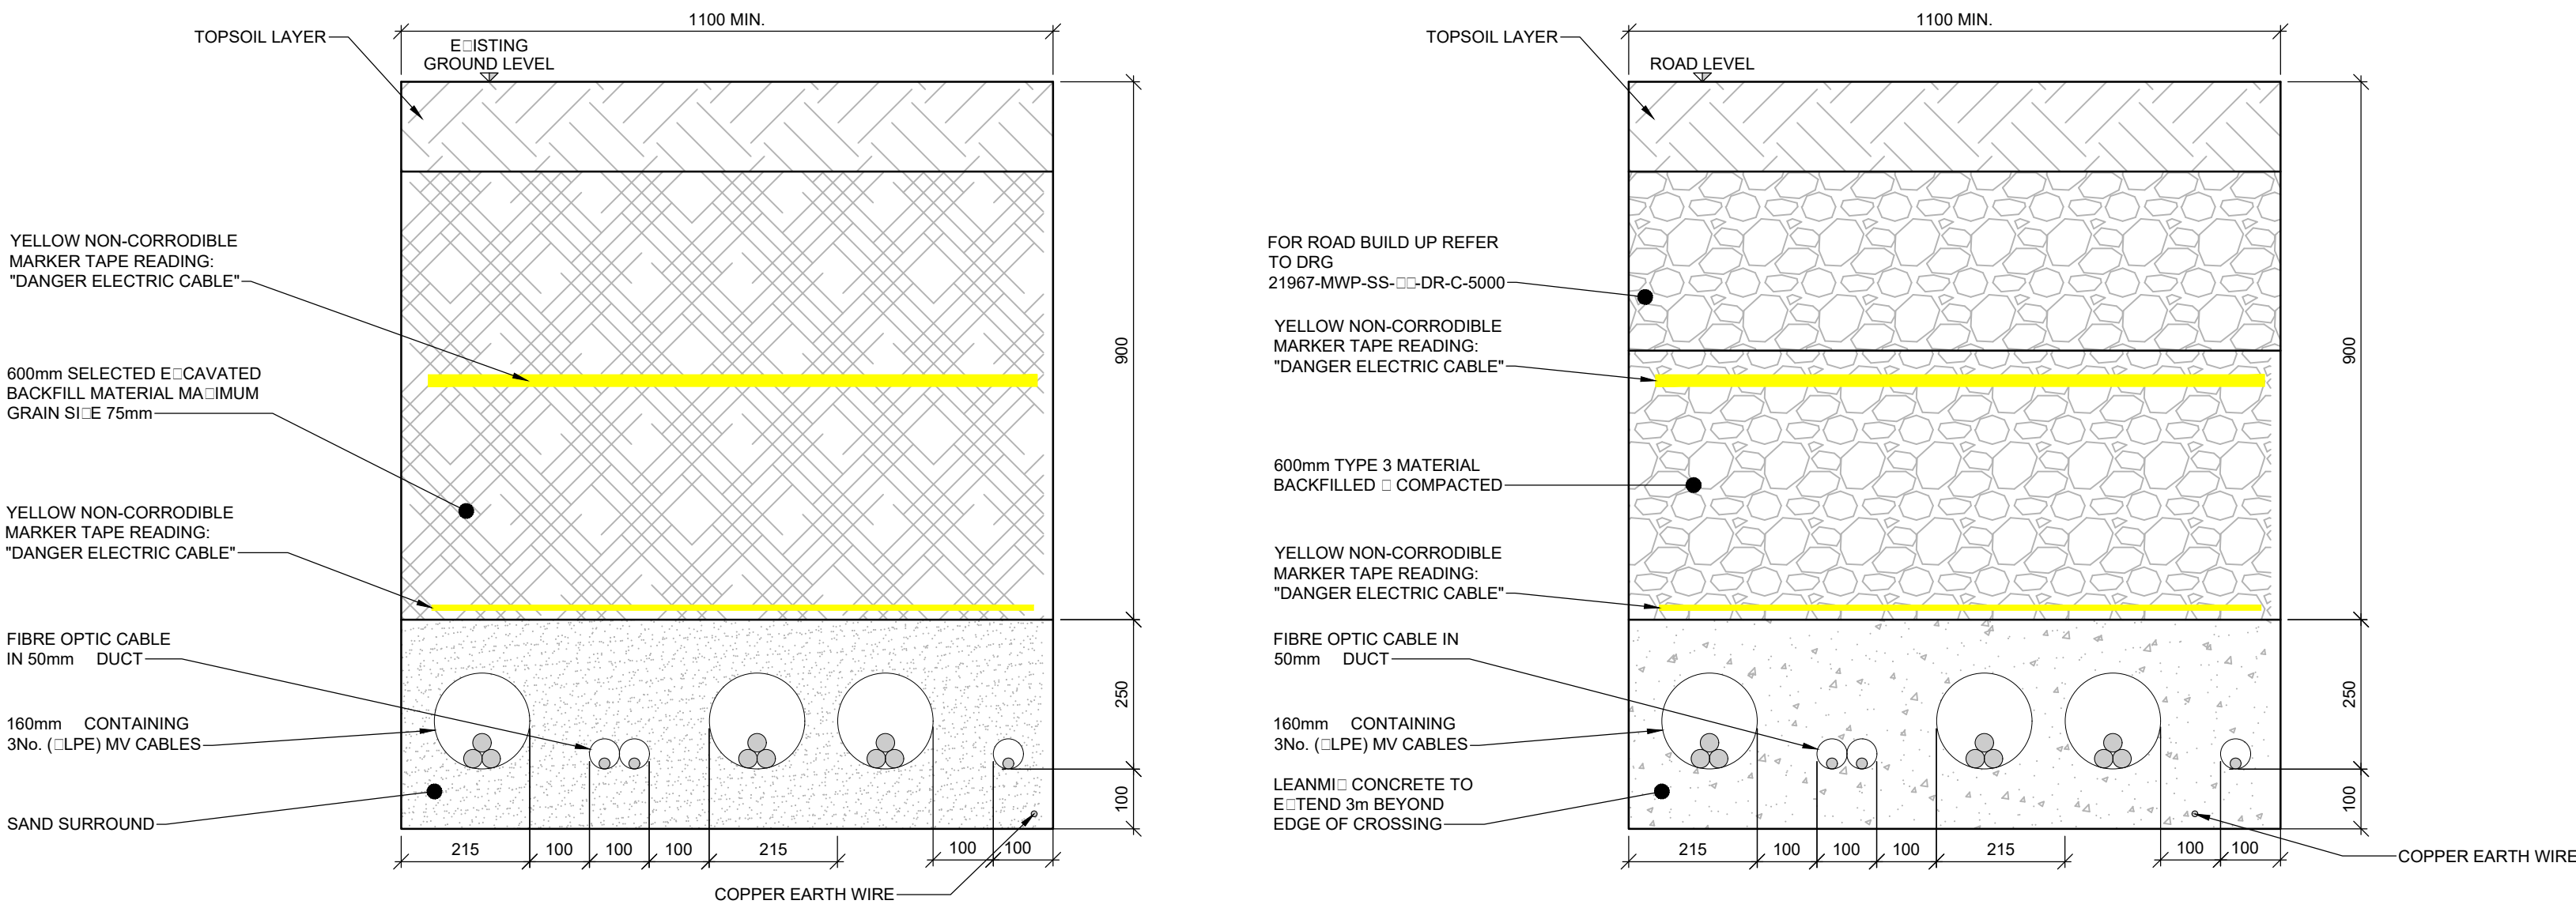 1100 MIN.
TOPSOIL LAYER
E□ISTING
GROUND LEVEL
YELLOW NON-CORRODIBLE
MARKER TAPE READING:
"DANGER ELECTRIC CABLE"
600mm SELECTED E□CAVATED
BACKFILL MATERIAL MA□IMUM
GRAIN SI□E 75mm
YELLOW NON-CORRODIBLE
MARKER TAPE READING:
"DANGER ELECTRIC CABLE"
FIBRE OPTIC CABLE
IN 50mm DUCT
160mm CONTAINING
3No. (□LPE) MV CABLES
SAND SURROUND
900
250
100
215
100
100
100
215
100
100
COPPER EARTH WIRE
1100 MIN.
TOPSOIL LAYER
ROAD LEVEL
FOR ROAD BUILD UP REFER
TO DRG
21967-MWP-SS-□□-DR-C-5000
YELLOW NON-CORRODIBLE
MARKER TAPE READING:
"DANGER ELECTRIC CABLE"
600mm TYPE 3 MATERIAL
BACKFILLED □ COMPACTED
YELLOW NON-CORRODIBLE
MARKER TAPE READING:
"DANGER ELECTRIC CABLE"
FIBRE OPTIC CABLE IN
50mm DUCT
160mm CONTAINING
3No. (□LPE) MV CABLES
LEANMI□ CONCRETE TO
E□TEND 3m BEYOND
EDGE OF CROSSING
900
250
100
215
100
100
100
215
100
100
COPPER EARTH WIRE